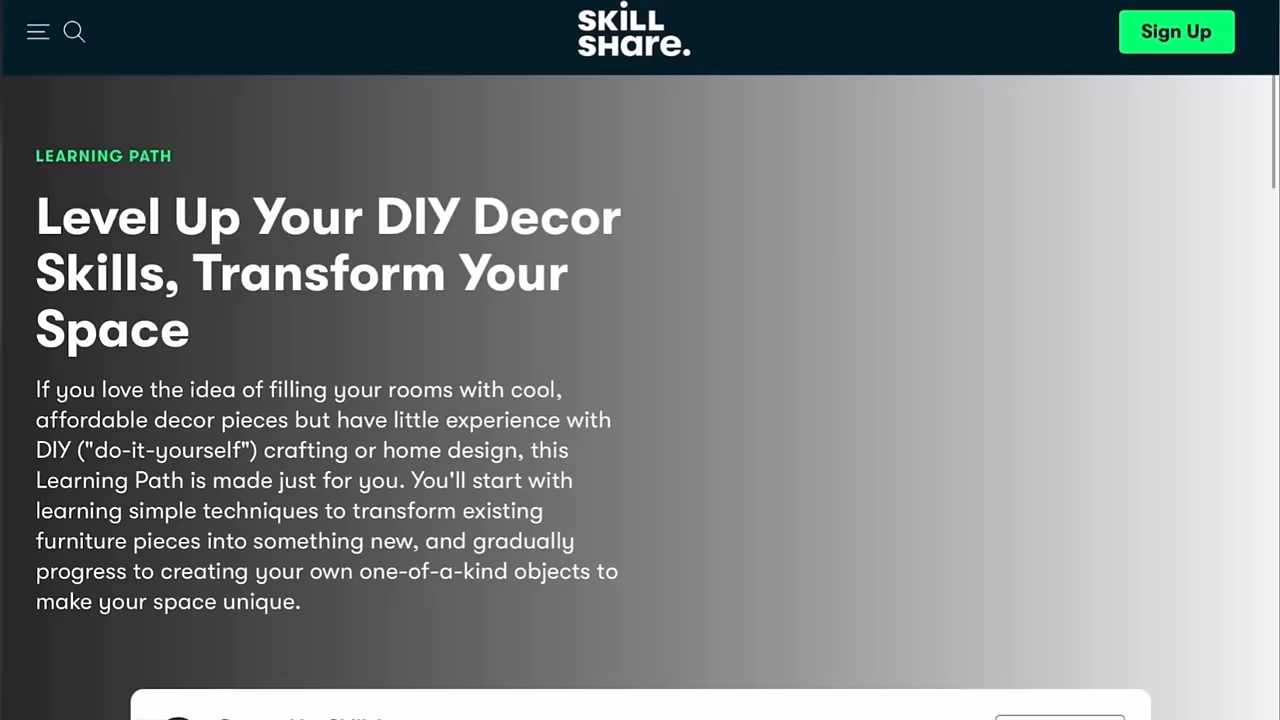 SKILL
SHare.
Sign Up
LEARNING PATH
Level Up Your DIY Decor
Skills, Transform Your
Space
If you love the idea of filling your rooms with cool,
affordable decor pieces but have little experience with
DIY ("do-it-yourself") crafting or home design, this
Learning Path is made just for you. You'll start with
learning simple techniques to transform existing
furniture pieces into something new, and gradually
progress to creating your own one-of-a-kind objects to
make your space unique.